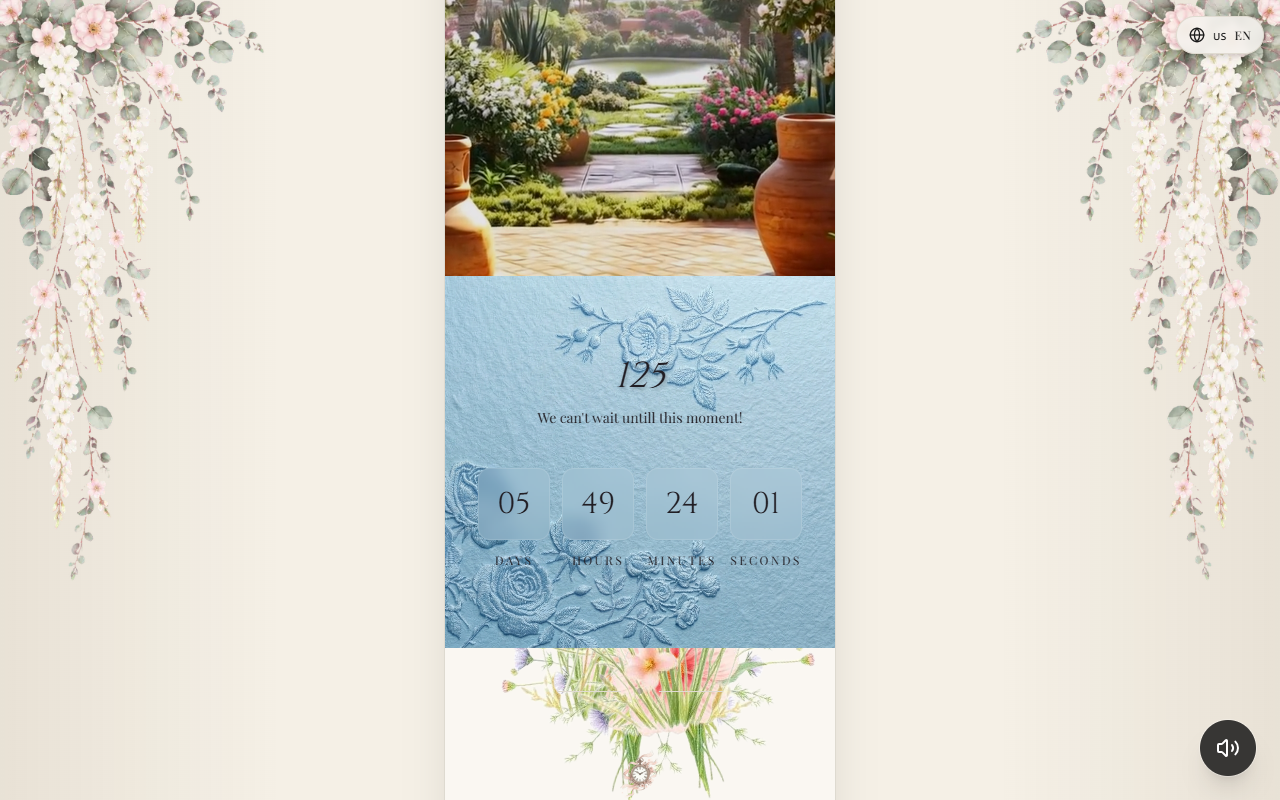 US EN
125
We can't wait untill this moment!
05 49 24 01
DAYS HOURS MINUTES SECONDS